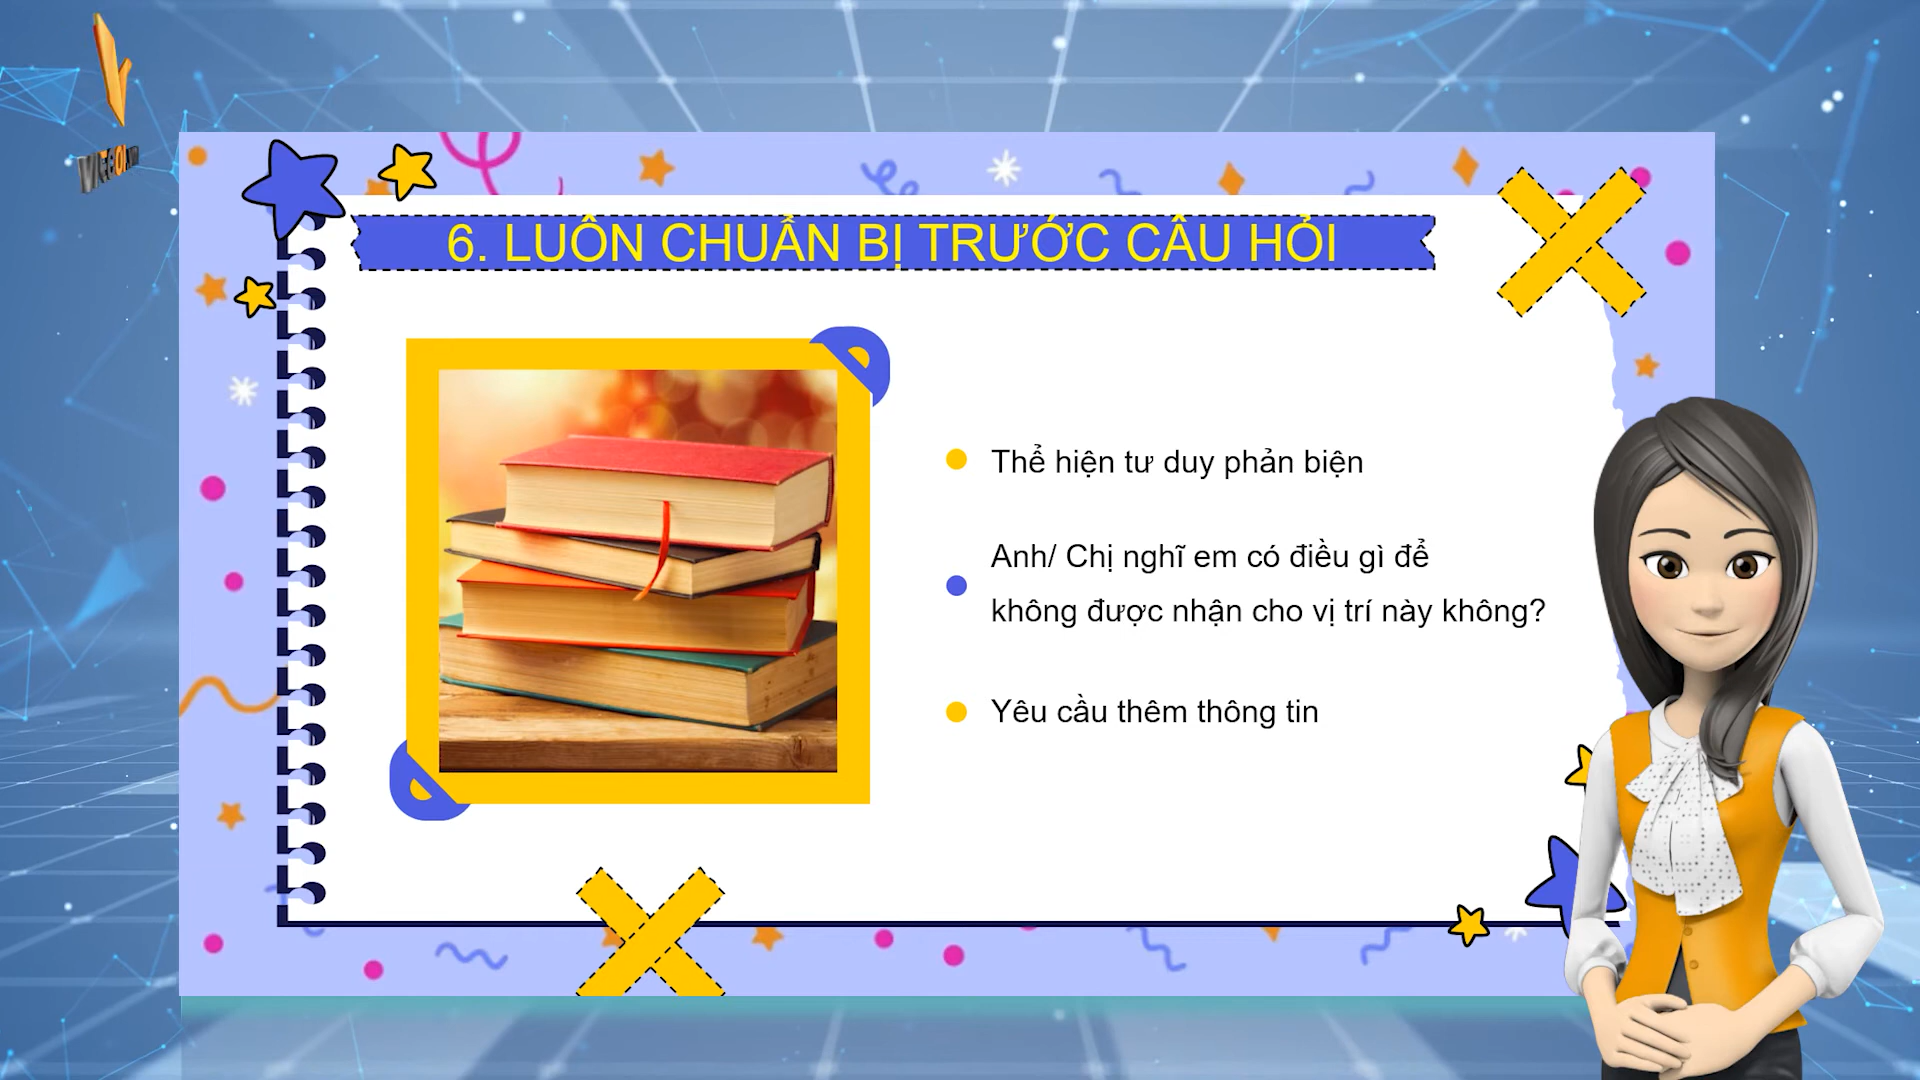 6. LUÔN CHUẨN BỊ TRƯỚC CÂU HỎI
Thể hiện tư duy phản biện
Anh/ Chị nghĩ em có điều gì để
không được nhận cho vị trí này không?
Yêu cầu thêm thông tin